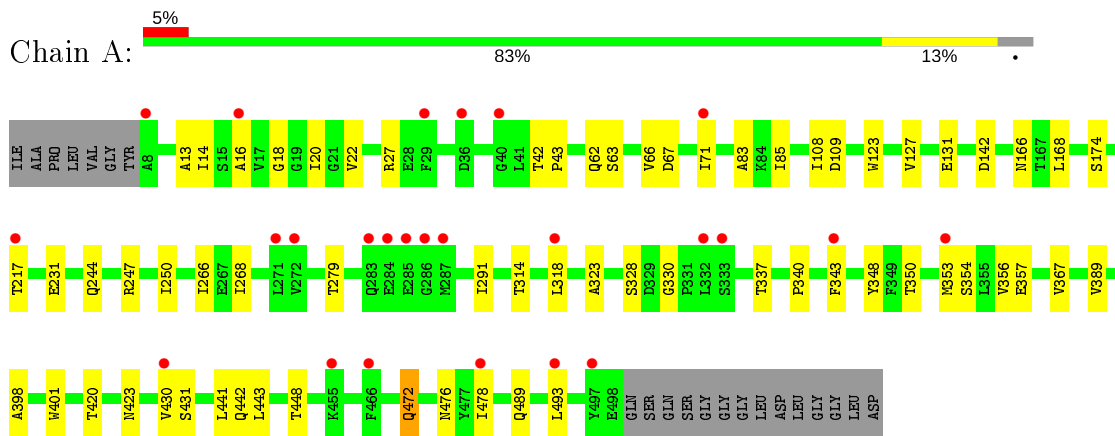 5%
Chain A:
83% 13%
ILE ALA PRO LEU VAL GLY TYR A8 A13 I14 S15 A16 V17 G18 G19 I20 G21 V22 R27 E28 F29 D36 G40 L41 T42 P43 Q62 S63 V66 D67 I71 A83 K84 I85 I108 D109 W123 V127 E131 D142 N166 T167 L168 S174
T217 E231 Q244 R247 I250 I266 E267 I268 L271 V272 T279 Q283 E284 E285 G286 M287 I291 T314 L318 A323 S328 D329 G330 P331 L332 S333 T337 P340 F343 Y348 F349 T350 M353 S354 L355 V356 E357 V367 V389
A398 W401 T420 N423 V430 S431 L441 Q442 L443 T448 K455 F466 Q472 N476 Y477 I478 Q489 L493 Y497 E498 GLN SER GLN SER GLY GLY GLY LEU ASP LEU GLY GLY LEU ASP